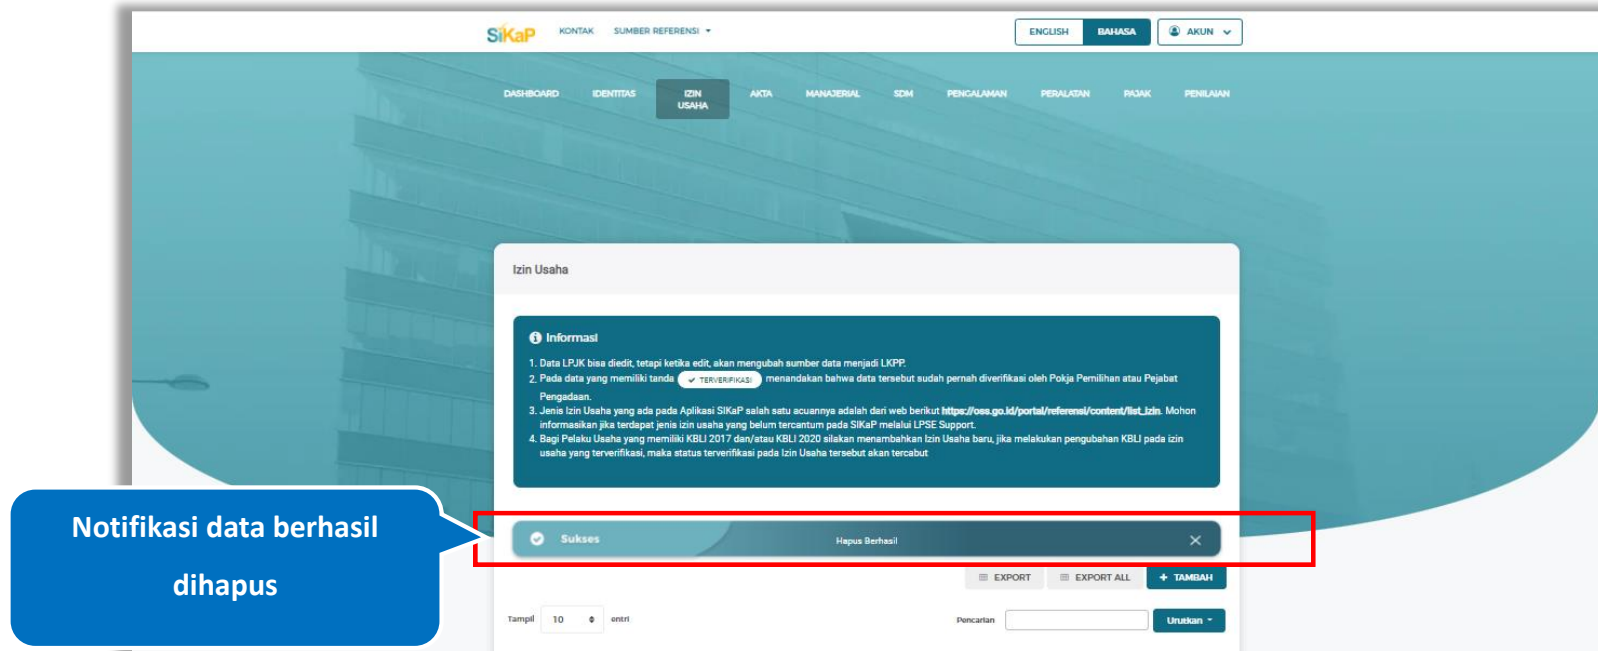 SiKaP KONTAK SUMBER REFERENSI ENGLISH BAHASA AKUN
DASHBOARD IDENTITAS IZIN USAHA AKTA MANAJERIAL SDM PENGALAMAN PERALATAN PAJAK PENILAIAN
Izin Usaha
Informasi
1. Data LPJK bisa diedit, tetapi ketika edit, akan mengubah sumber data menjadi LKPP.
2. Pada data yang memiliki tanda TERVERIFIKASI menandakan bahwa data tersebut sudah pernah diverifikasi oleh Pokja Pemilihan atau Pejabat
Pengadaan.
3. Jenis Izin Usaha yang ada pada Aplikasi SIKaP salah satu acuannya adalah dari web berikut https://oss.go.id/portal/referensi/content/list_izin. Mohon
informasikan jika terdapat jenis izin usaha yang belum tercantum pada SIKaP melalui LPSE Support.
4. Bagi Pelaku Usaha yang memiliki KBLI 2017 dan/atau KBLI 2020 silakan menambahkan Izin Usaha baru, jika melakukan pengubahan KBLI pada izin
usaha yang terverifikasi, maka status terverifikasi pada Izin Usaha tersebut akan tercabut
Notifikasi data berhasil
dihapus
Sukses Hapus Berhasil
EXPORT EXPORT ALL + TAMBAH
Tampil 10 entri Pencarian Urutkan